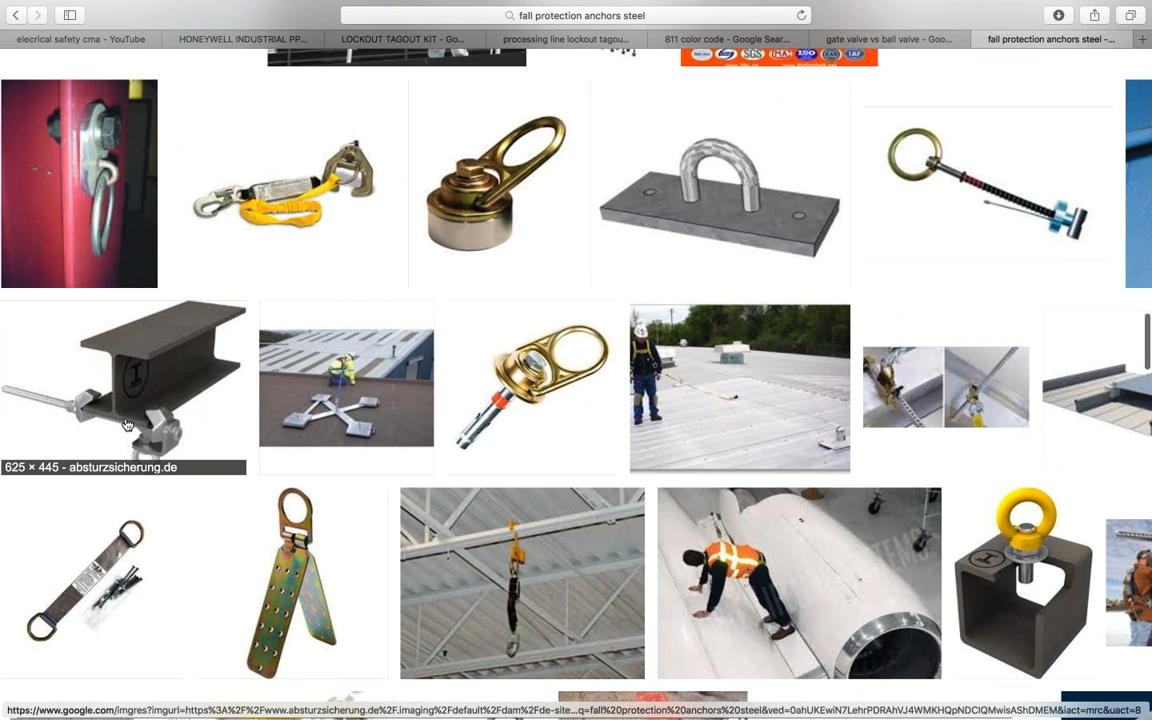 fall protection anchors steel
elecrical safety cma - YouTube
HONEYWELL INDUSTRIAL PP...
LOCKOUT TAGOUT KIT - Go...
processing line lockout tagou...
811 color code - Google Sear...
gate valve vs ball valve - Goo...
fall protection anchors steel -...
SGS
IAF
625 × 445 - absturzsicherung.de
https://www.google.com/imgres?imgurl=https%3A%2F%2Fwww.absturzsicherung.de%2F.imaging%2Fdefault%2Fdam%2Fde-site...q=fall%20protection%20anchors%20steel&ved=0ahUKEwiN7LehrPDRAhVJ4WMKHQpNDCIQMwisAShDMEM&iact=mrc&uact=8